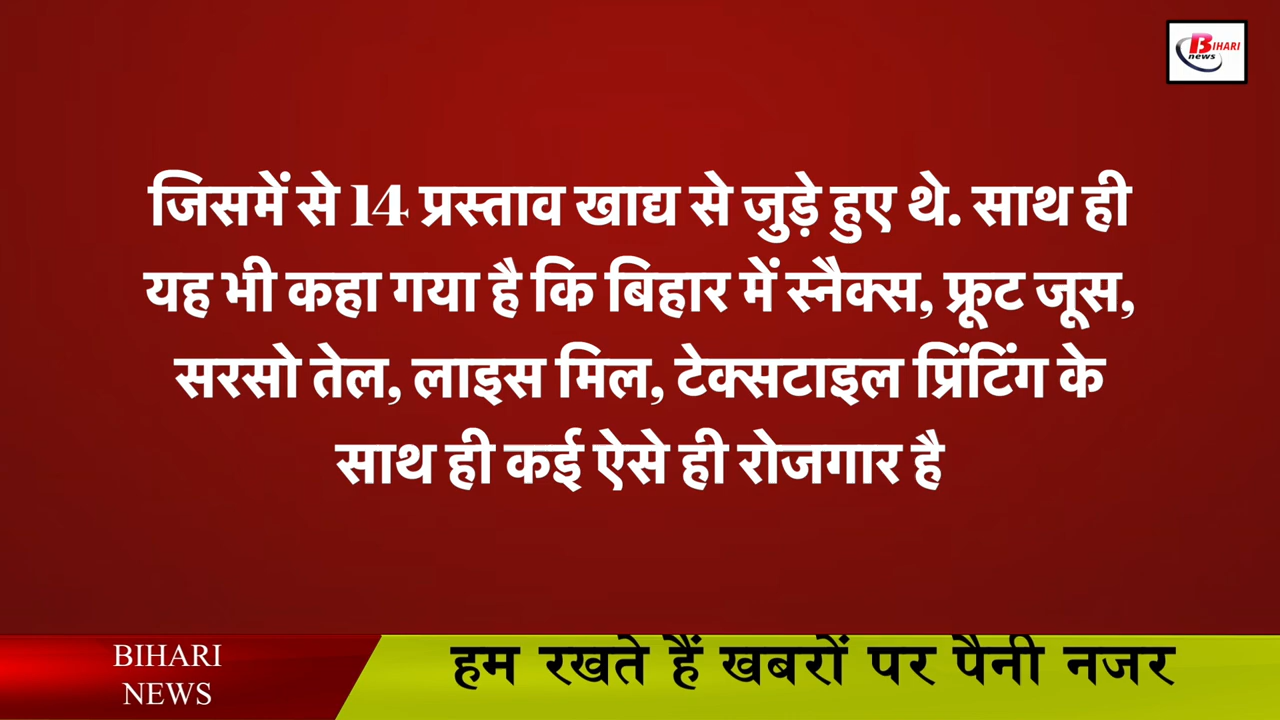 BIHARI
news
जिसमें से 14 प्रस्ताव खाद्य से जुड़े हुए थे. साथ ही
यह भी कहा गया है कि बिहार में स्नैक्स, फ्रूट जूस,
सरसो तेल, लाइस मिल, टेक्सटाइल प्रिंटिंग के
साथ ही कई ऐसे ही रोजगार है
BIHARI
NEWS
हम रखते हैं खबरों पर पैनी नजर